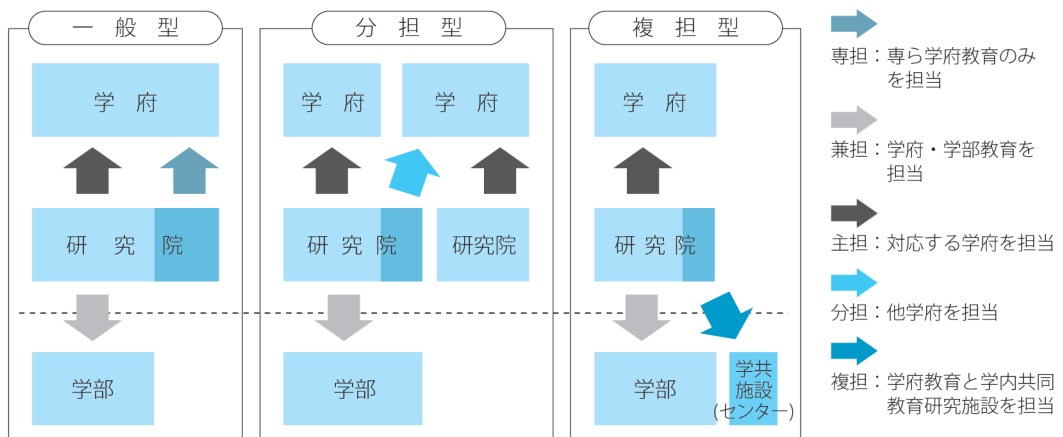 一般型
学府
研究院
学部
分担型
学府
学府
研究院
研究院
学部
複担型
学府
研究院
学部
学共
施設
(センター)
専担：専ら学府教育のみ
を担当
兼担：学府・学部教育を
担当
主担：対応する学府を担当
分担：他学府を担当
複担：学府教育と学内共同
教育研究施設を担当